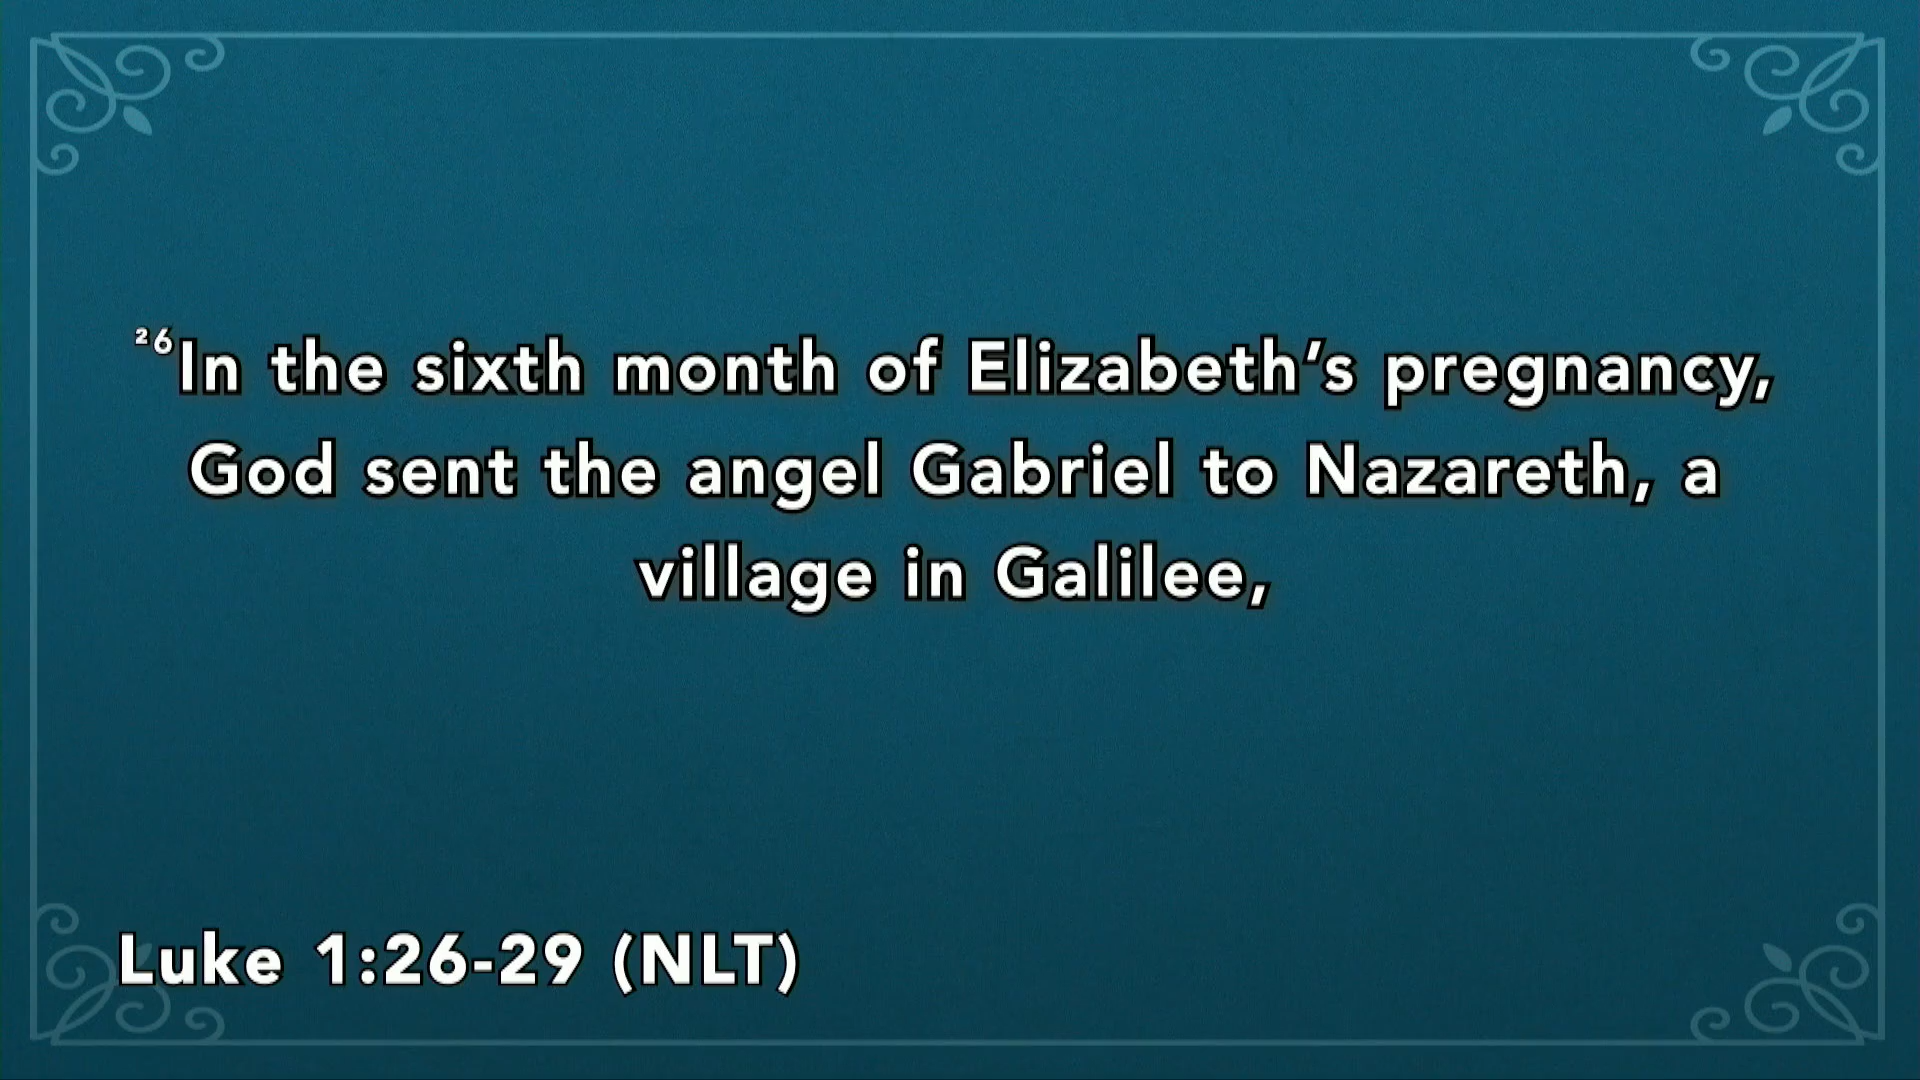 ²⁶In the sixth month of Elizabeth’s pregnancy,
God sent the angel Gabriel to Nazareth, a
village in Galilee,
Luke 1:26-29 (NLT)